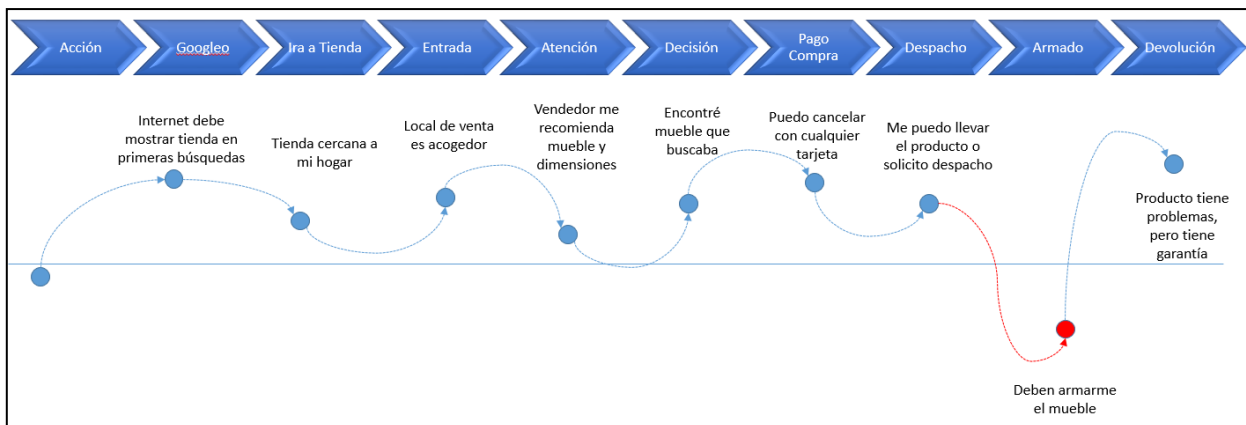 Acción
Googleo
Ira a Tienda
Entrada
Atención
Decisión
Pago
Compra
Despacho
Armado
Devolución
Internet debe
mostrar tienda en
primeras búsquedas
Tienda cercana a
mi hogar
Local de venta
es acogedor
Vendedor me
recomienda
mueble y
dimensiones
Encontré
mueble que
buscaba
Puedo cancelar
con cualquier
tarjeta
Me puedo llevar
el producto o
solicito despacho
Deben armarme
el mueble
Producto tiene
problemas,
pero tiene
garantía